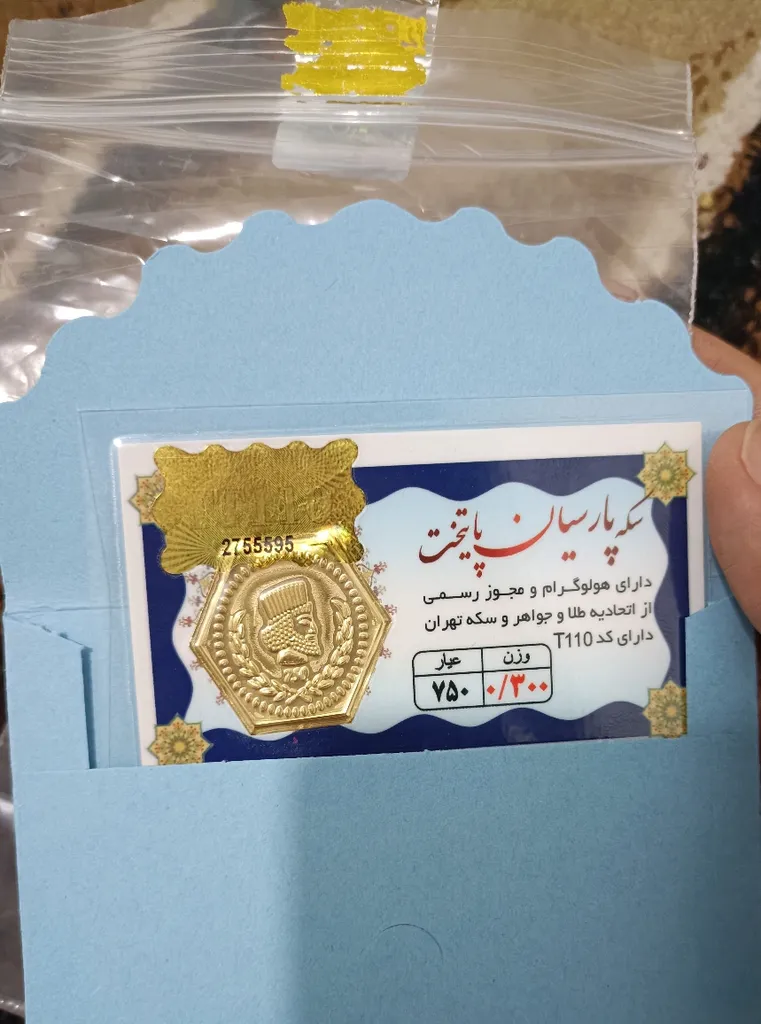 2755595
750
سکه پارسیان پایتخت
دارای هولوگرام و مجوز رسمی
از اتحادیه طلا و جواهر و سکه تهران
دارای کد T110
وزن عیار
۰/۳۰۰ ۷۵۰